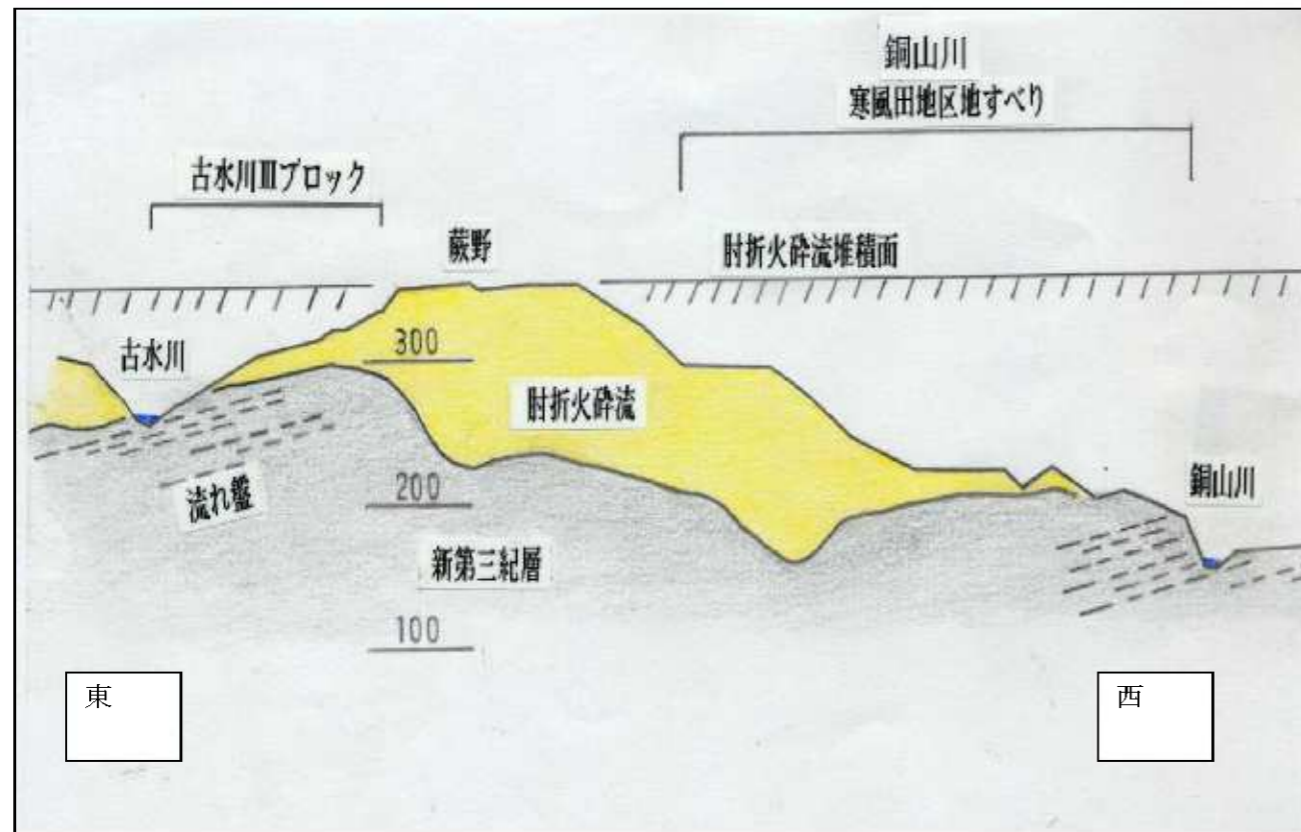 銅山川
寒風田地区地すべり
古水川Ⅲブロック
蕨野
肘折火砕流堆積面
古水川
300
肘折火砕流
流れ盤
200
銅山川
新第三紀層
100
東
西